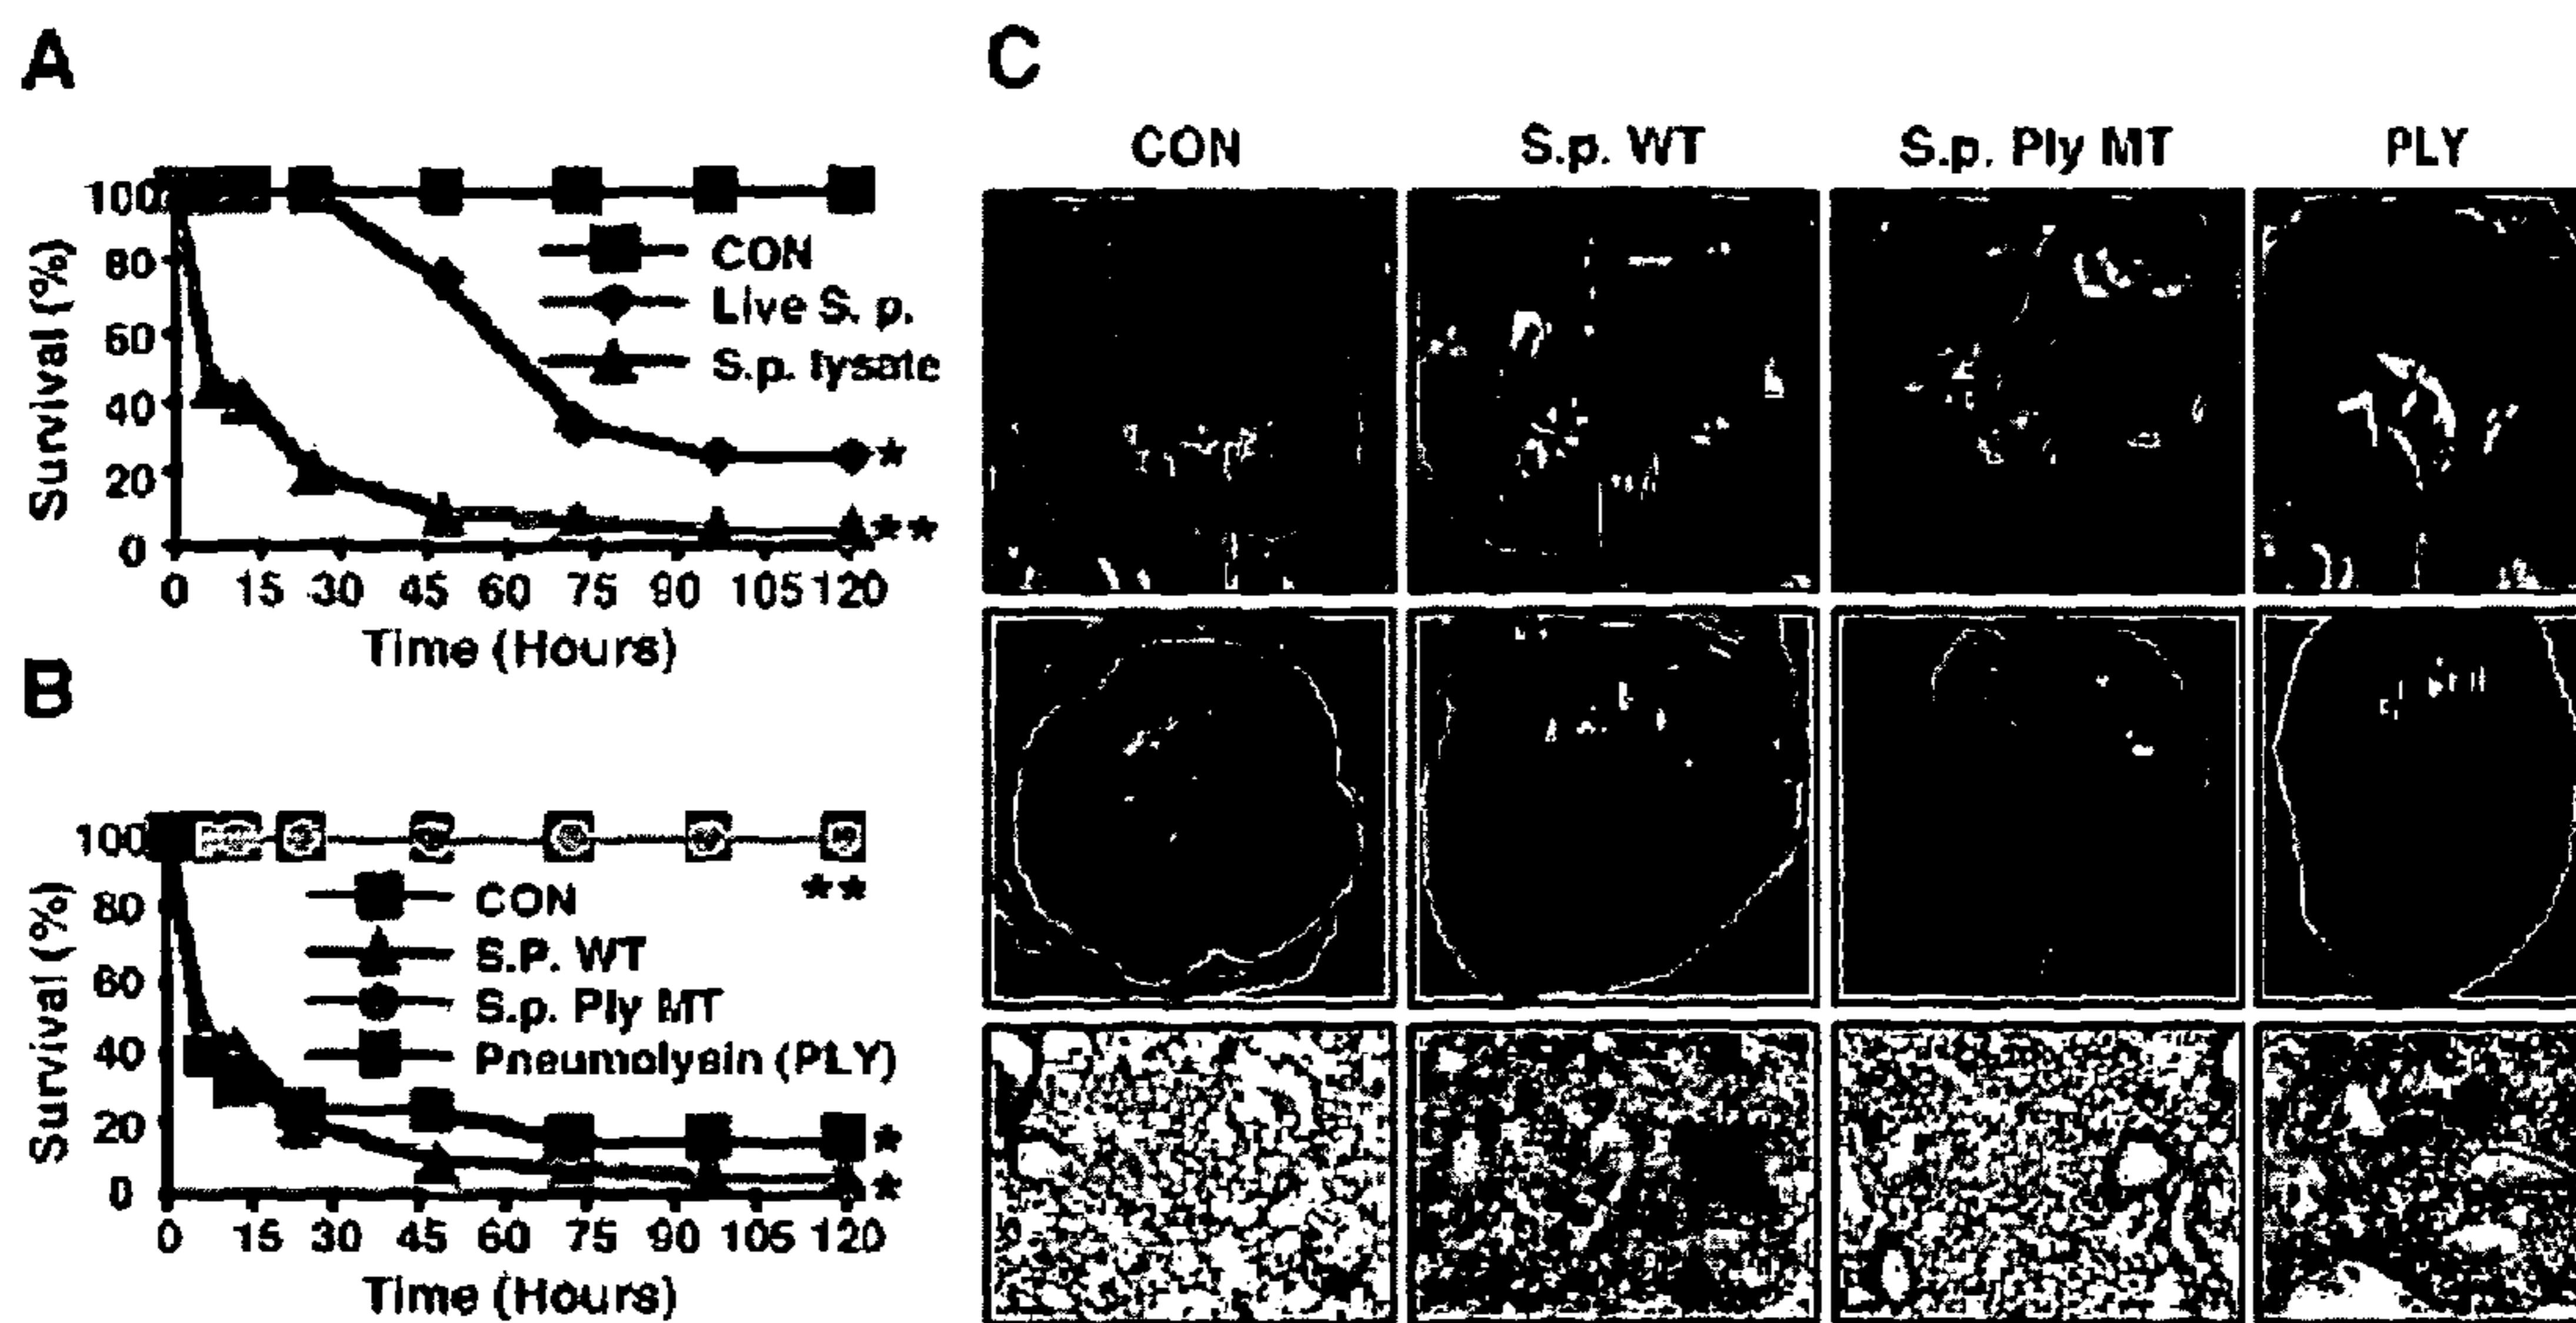 A
Survival (%)
100
80
60
40
20
0
CON
Live S. p.
S.p. lysate
*
**
0 15 30 45 60 75 90 105 120
Time (Hours)
B
Survival (%)
100
80
60
40
20
0
**
CON
S.P. WT
S.p. Ply MT
Pneumolysin (PLY)
*
*
0 15 30 45 60 75 90 105 120
Time (Hours)
C
CON S.p. WT S.p. Ply MT PLY